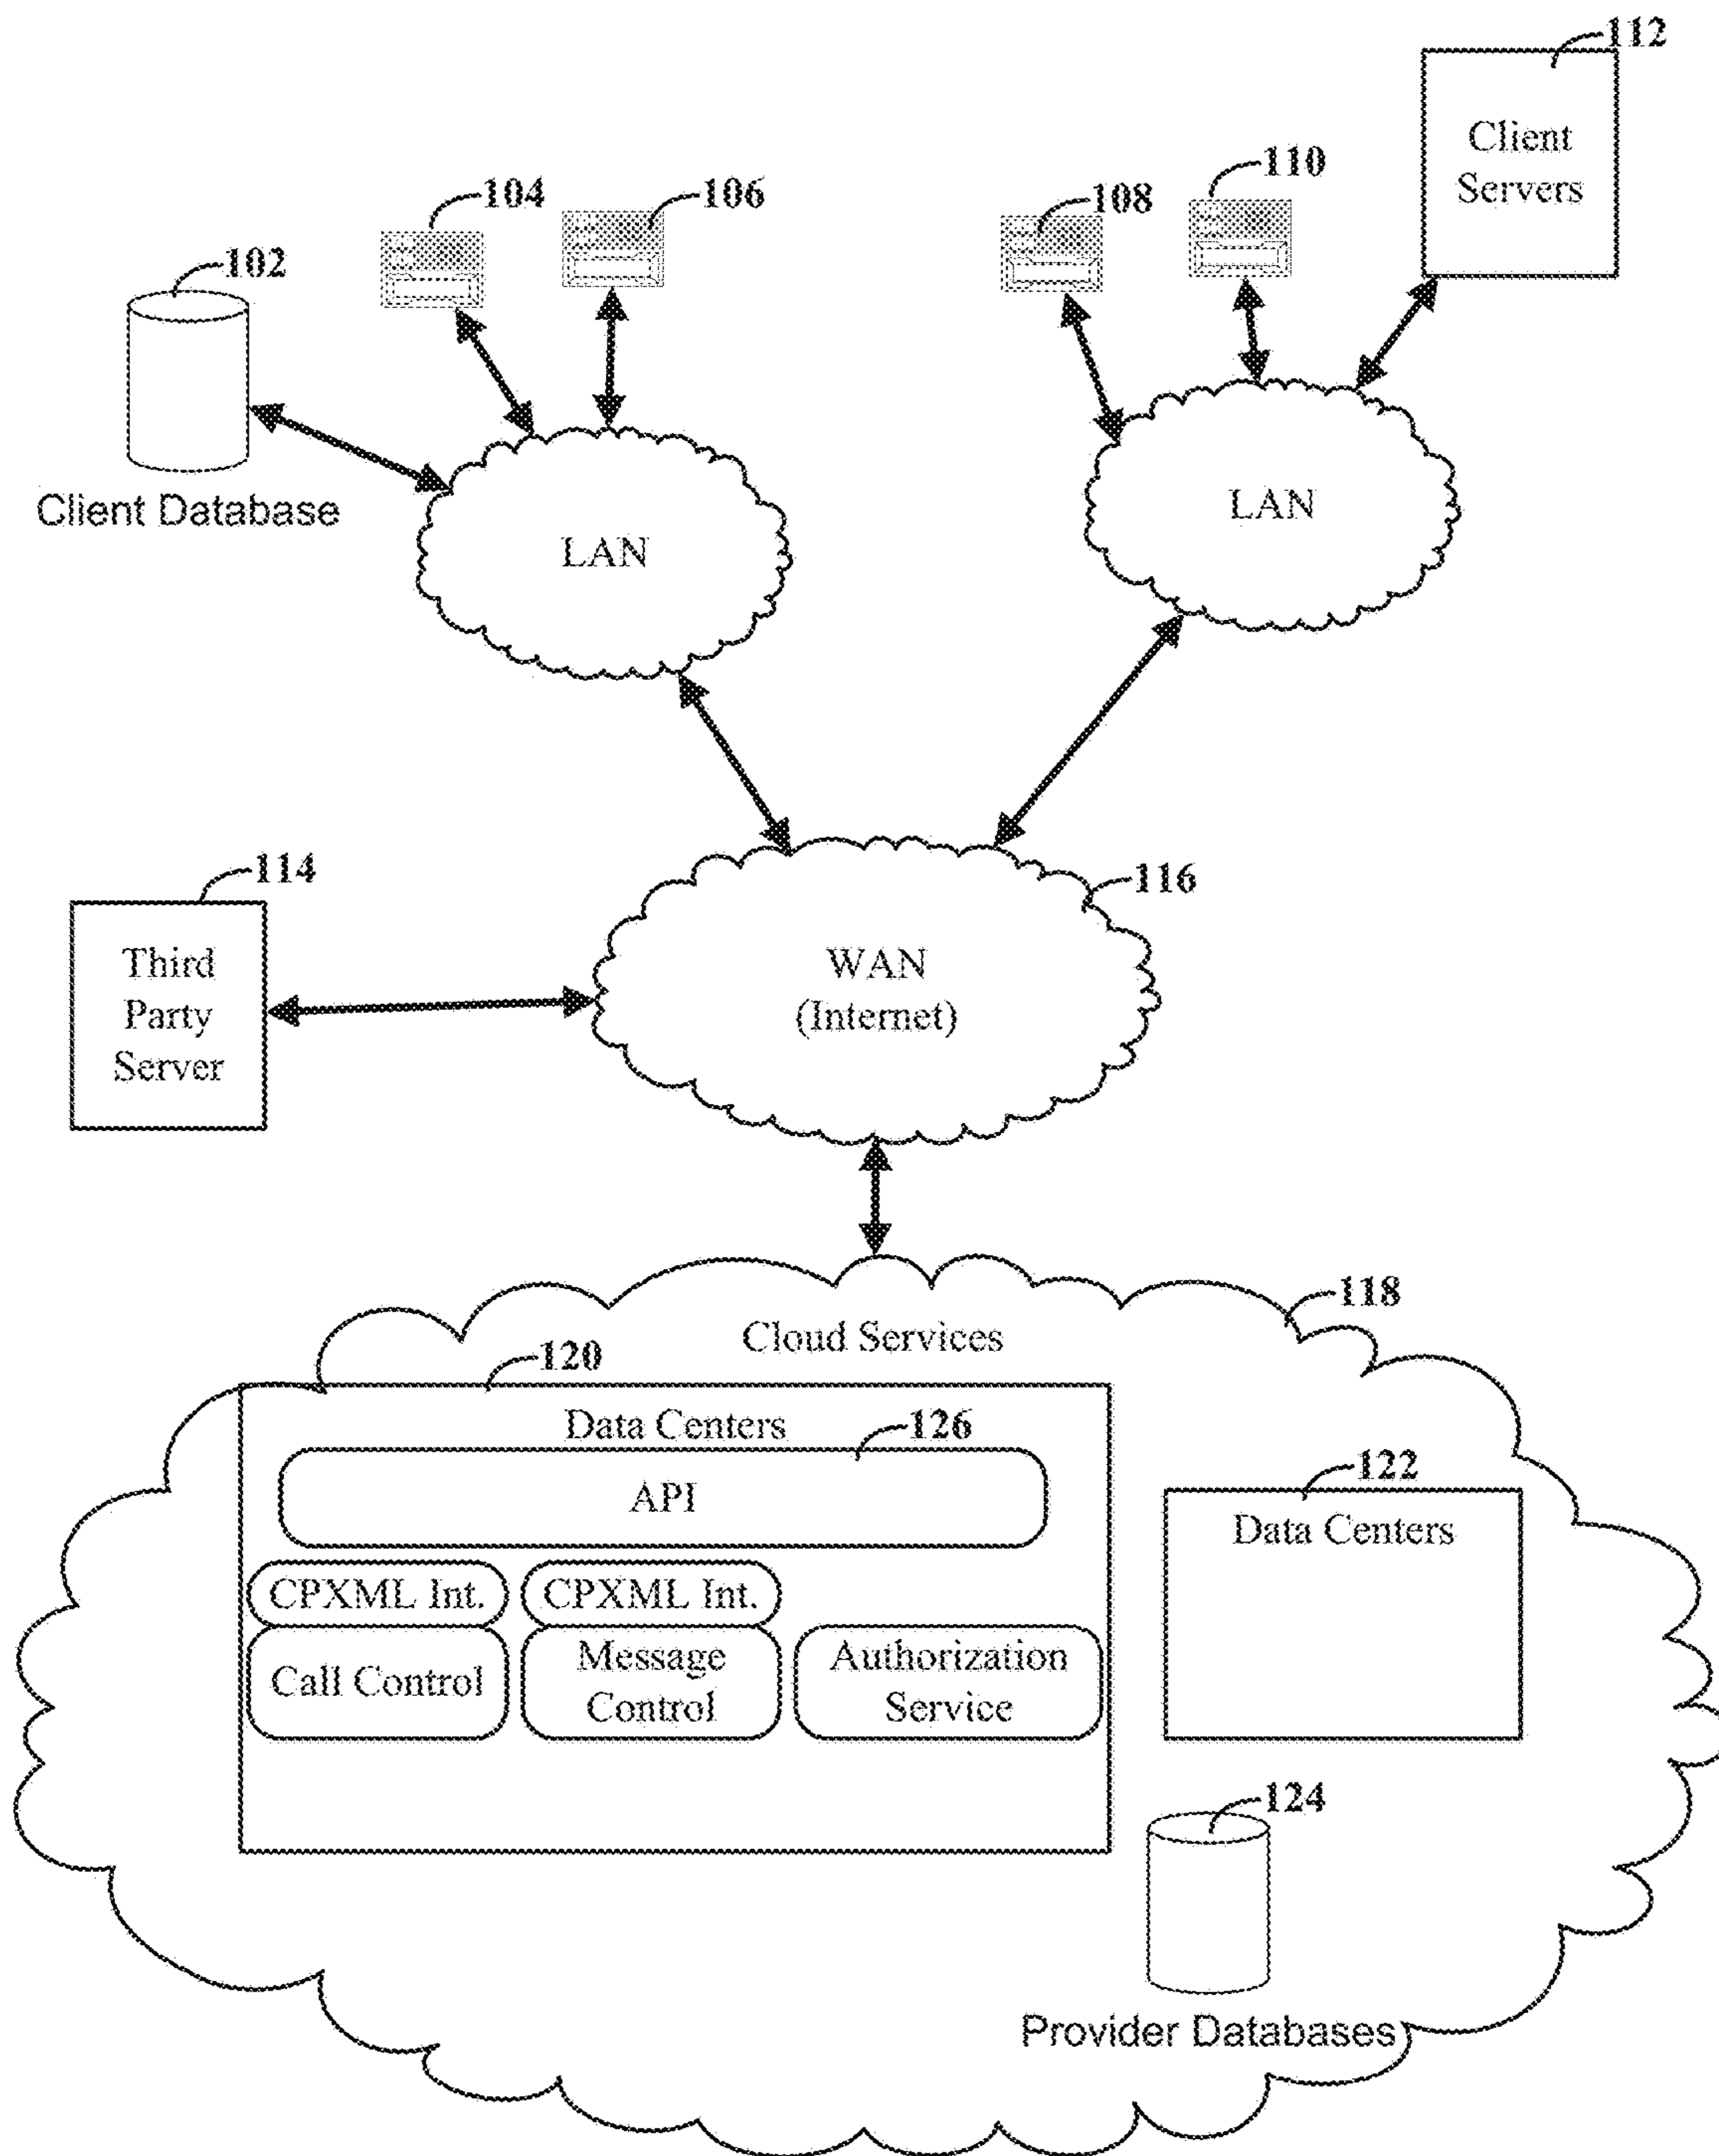 112
Client
Servers
104
106
108
110
102
Client Database
LAN
LAN
114
116
Third
Party
Server
WAN
(Internet)
118
Cloud Services
120
Data Centers
126
API
122
Data Centers
CPXML Int.
CPXML Int.
Call Control
Message
Control
Authorization
Service
124
Provider Databases